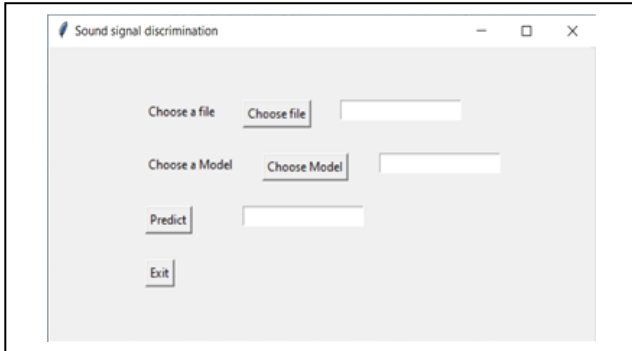 Sound signal discrimination
Choose a file Choose file
Choose a Model Choose Model
Predict
Exit